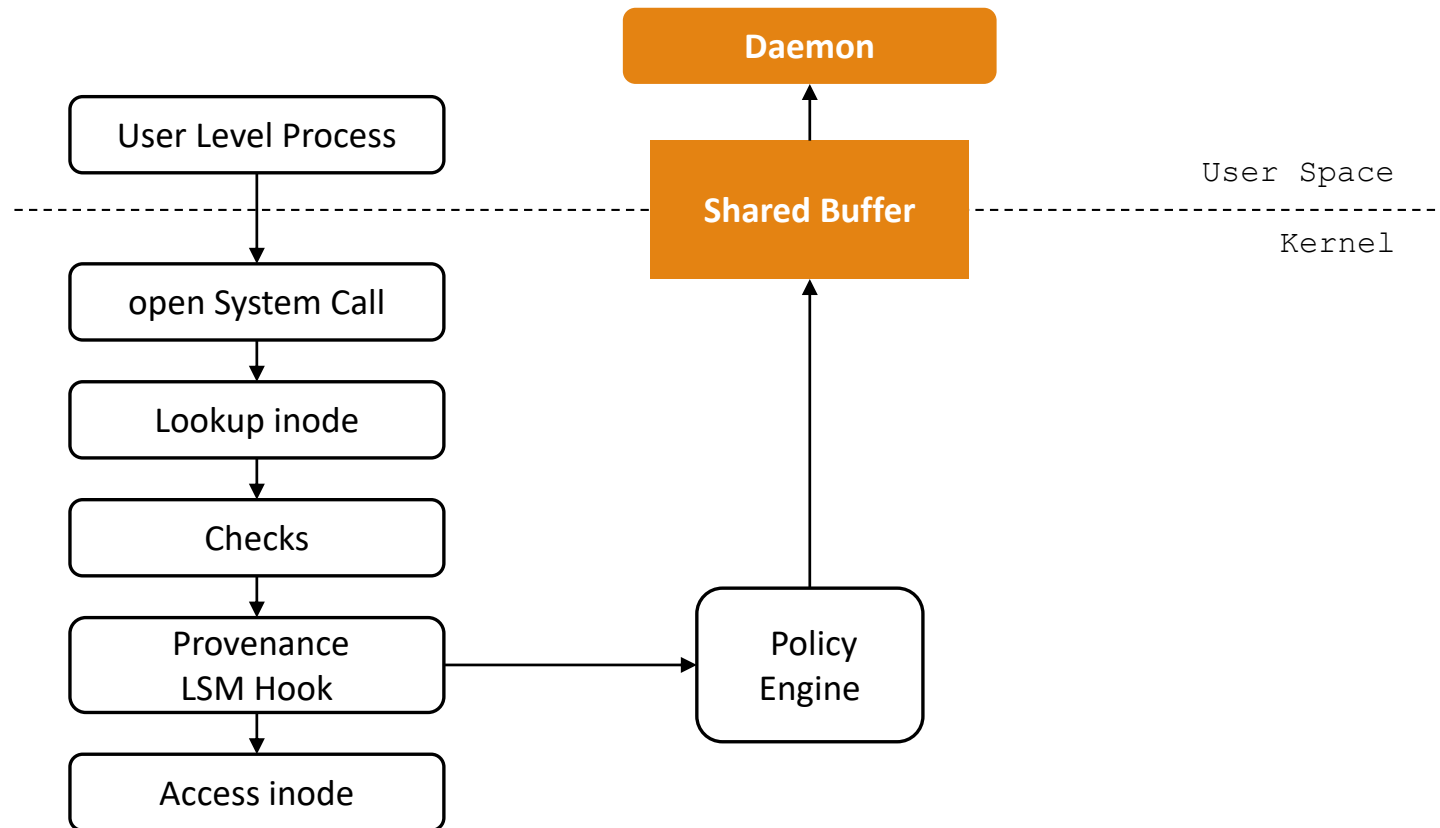 Daemon
User Level Process
User Space
Shared Buffer
Kernel
open System Call
Lookup inode
Checks
Provenance
LSM Hook
Policy
Engine
Access inode